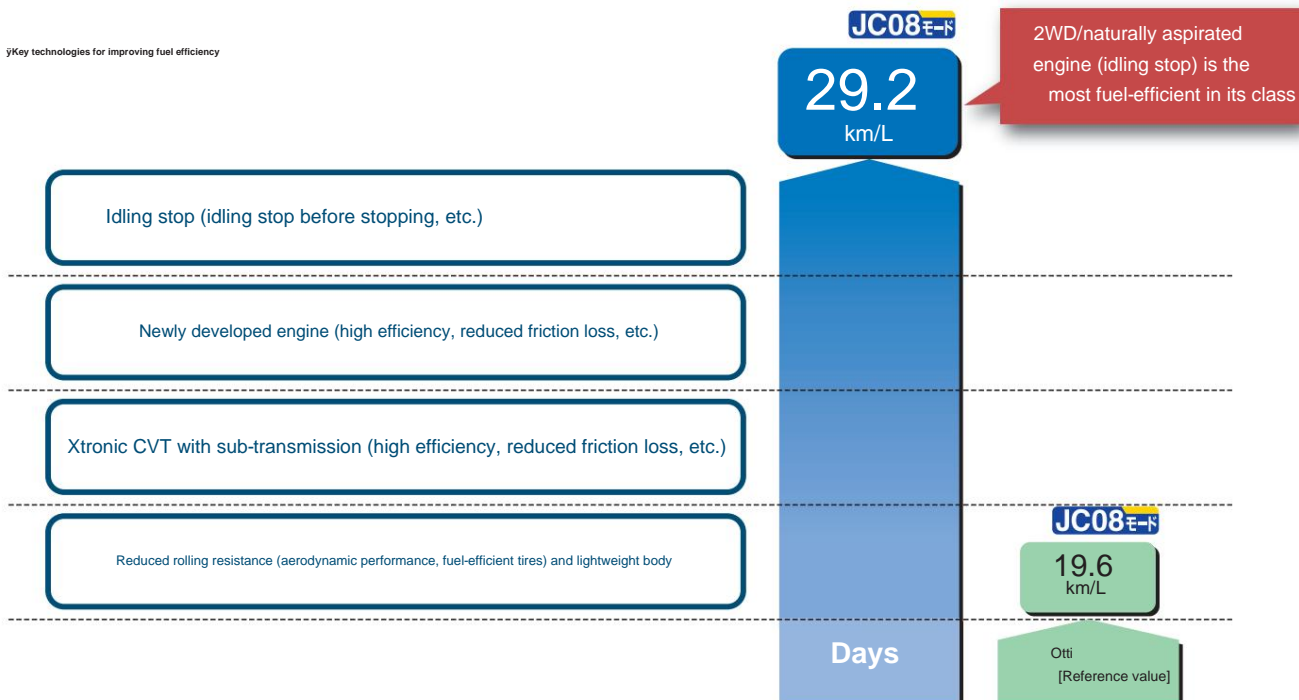 JC08モード
ÿKey technologies for improving fuel efficiency
29.2
km/L
2WD/naturally aspirated
engine (idling stop) is the
most fuel-efficient in its class
Idling stop (idling stop before stopping, etc.)
Newly developed engine (high efficiency, reduced friction loss, etc.)
Xtronic CVT with sub-transmission (high efficiency, reduced friction loss, etc.)
Reduced rolling resistance (aerodynamic performance, fuel-efficient tires) and lightweight body
JC08モード
19.6
km/L
Days
Otti
[Reference value]